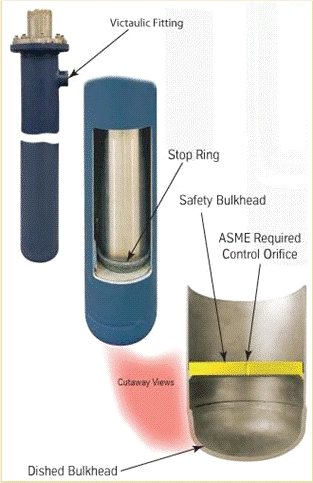 Victaulic Fitting
Stop Ring
Safety Bulkhead
ASME Required
Control Orifice
Cutaway Views
Dished Bulkhead